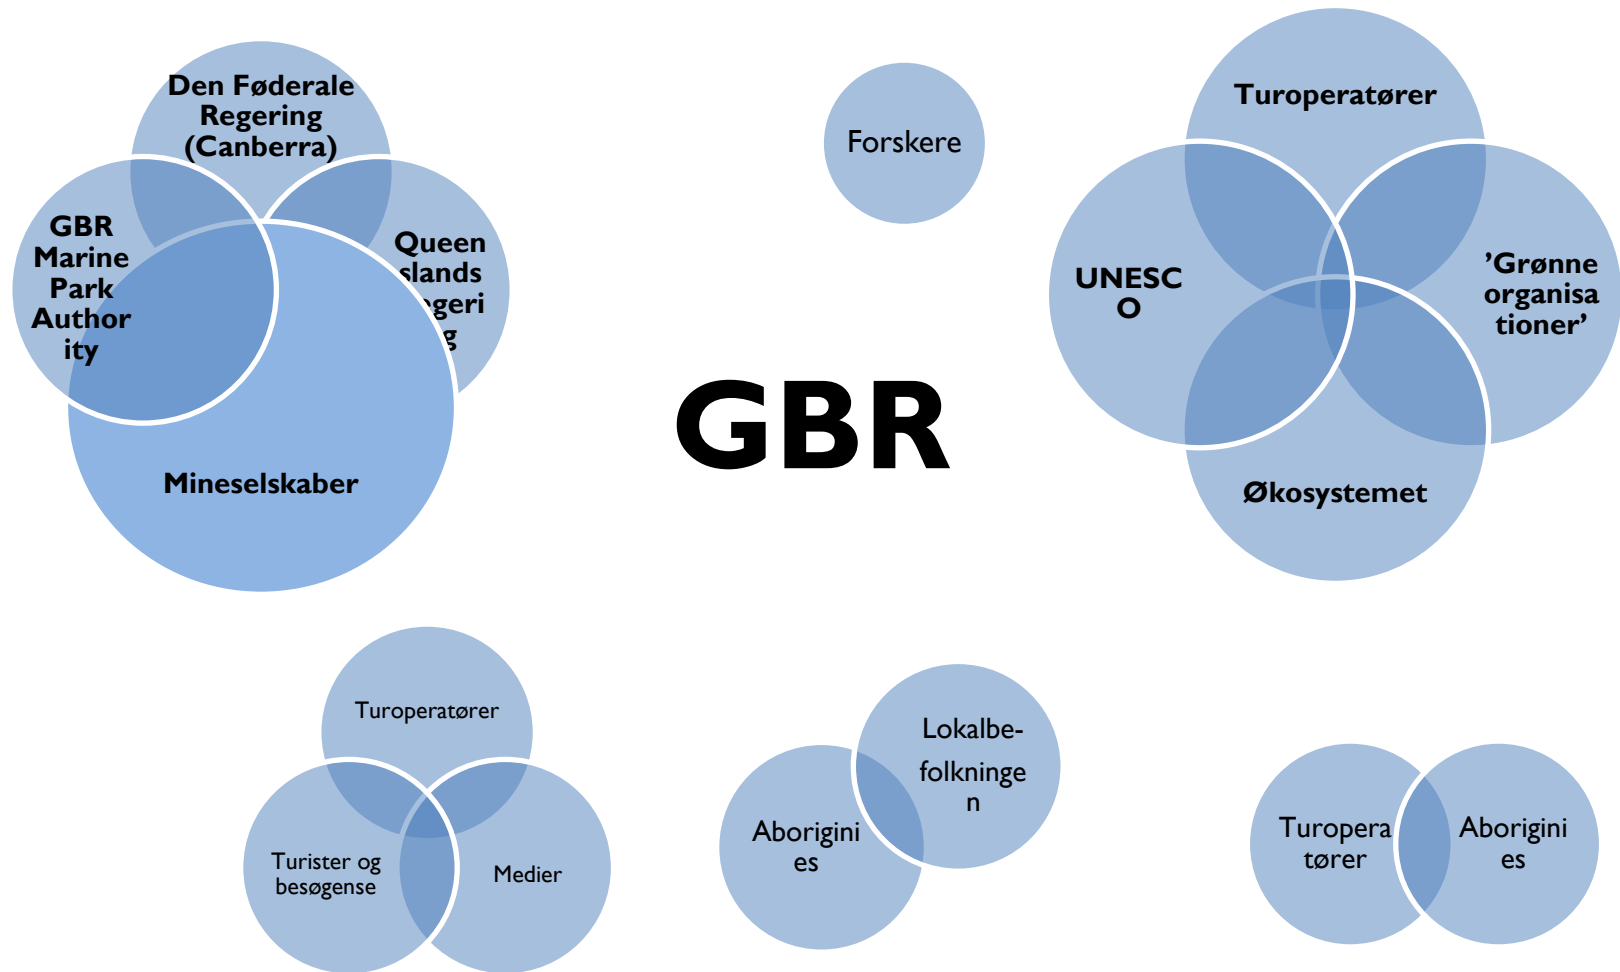 Den Føderale
Regering
(Canberra)
GBR
Marine
Park
Author
ity
Queen
slands
g
Mineselskaber
Forskere
Turoperatører
UNESC
O
’Grønne
organisa
tioner’
Økosystemet
GBR
Turoperatører
Turister og
besøgense
Medier
Aborigini
es
Lokalbe-
folkninge
n
Turopera
tører
Aborigini
es